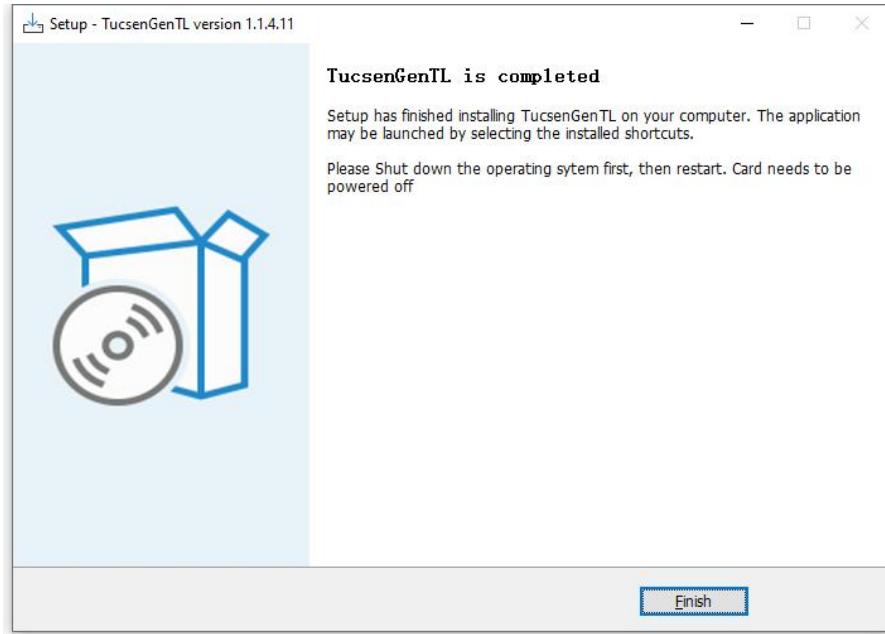 Setup - TucsenGenTL version 1.1.4.11
TucsenGenTL is completed
Setup has finished installing TucsenGenTL on your computer. The application
may be launched by selecting the installed shortcuts.
Please Shut down the operating sytem first, then restart. Card needs to be
powered off
Finish